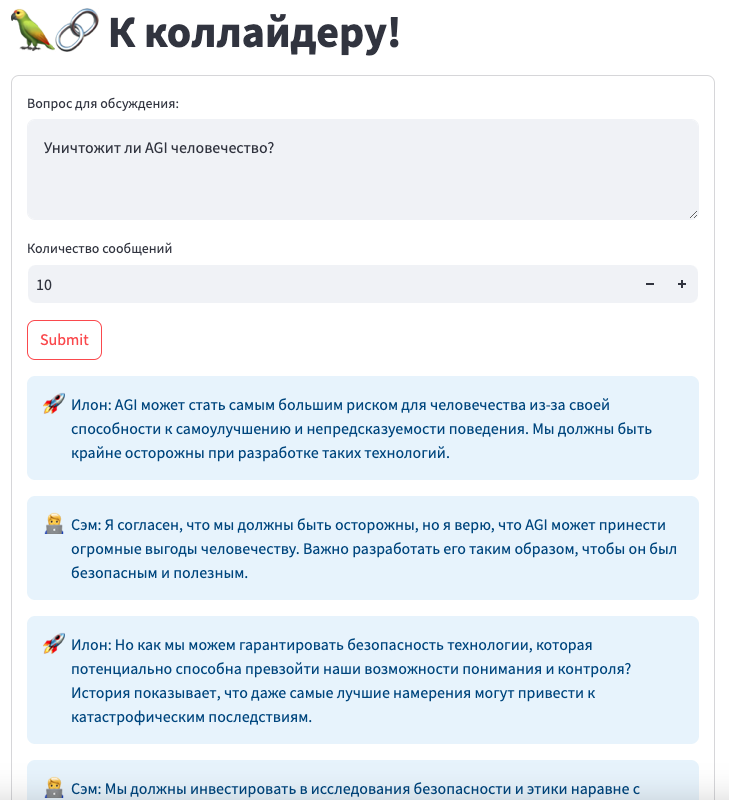 К коллайдеру!
Вопрос для обсуждения:
Уничтожит ли AGI человечество?
Количество сообщений
10
Submit
Илон: AGI может стать самым большим риском для человечества из-за своей
способности к самоулучшению и непредсказуемости поведения. Мы должны быть
крайне осторожны при разработке таких технологий.
Сэм: Я согласен, что мы должны быть осторожны, но я верю, что AGI может принести
огромные выгоды человечеству. Важно разработать его таким образом, чтобы он был
безопасным и полезным.
Илон: Но как мы можем гарантировать безопасность технологии, которая
потенциально способна превзойти наши возможности понимания и контроля?
История показывает, что даже самые лучшие намерения могут привести к
катастрофическим последствиям.
Сэм: Мы должны инвестировать в исследования безопасности и этики наравне с